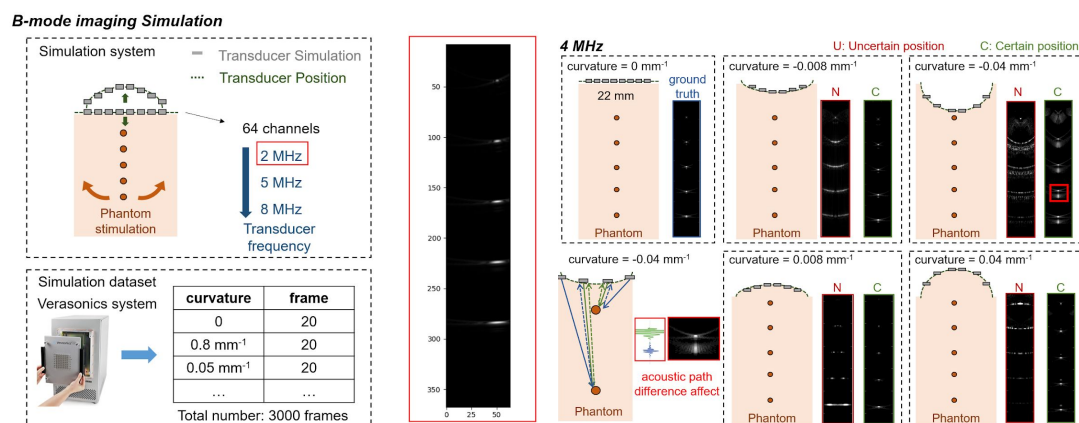 B-mode imaging Simulation
Simulation system
Transducer Simulation
Transducer Position
64 channels
2 MHz
5 MHz
8 MHz
Transducer
frequency
Phantom
stimulation
Simulation dataset
Verasonics system
curvature frame
0 20
0.8 mm⁻¹ 20
0.05 mm⁻¹ 20
... ...
Total number: 3000 frames
50
100
150
200
250
300
350
0 25 50
4 MHz
U: Uncertain position C: Certain position
curvature = 0 mm⁻¹
22 mm
ground
truth
Phantom
curvature = -0.008 mm⁻¹
N C
Phantom
curvature = -0.04 mm⁻¹
N C
Phantom
curvature = -0.04 mm⁻¹
acoustic path
difference affect
Phantom
curvature = 0.008 mm⁻¹
N C
Phantom
curvature = 0.04 mm⁻¹
N C
Phantom